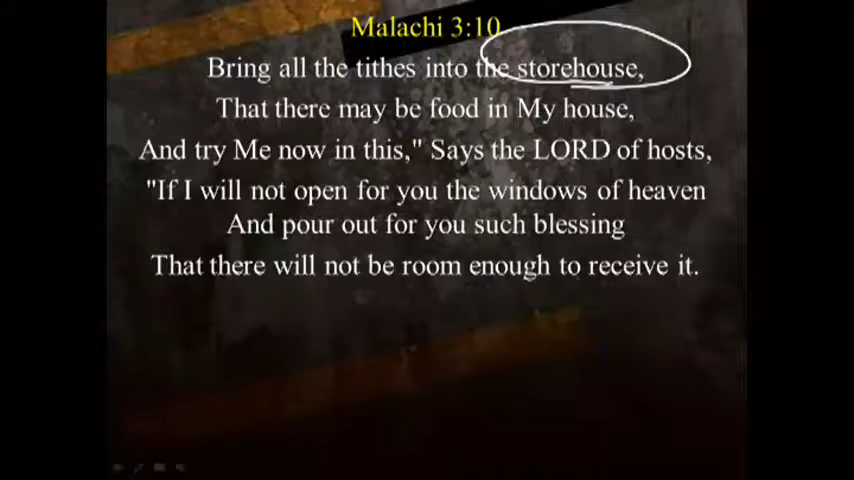 Malachi 3:10
Bring all the tithes into the storehouse,
That there may be food in My house,
And try Me now in this," Says the LORD of hosts,
"If I will not open for you the windows of heaven
And pour out for you such blessing
That there will not be room enough to receive it.